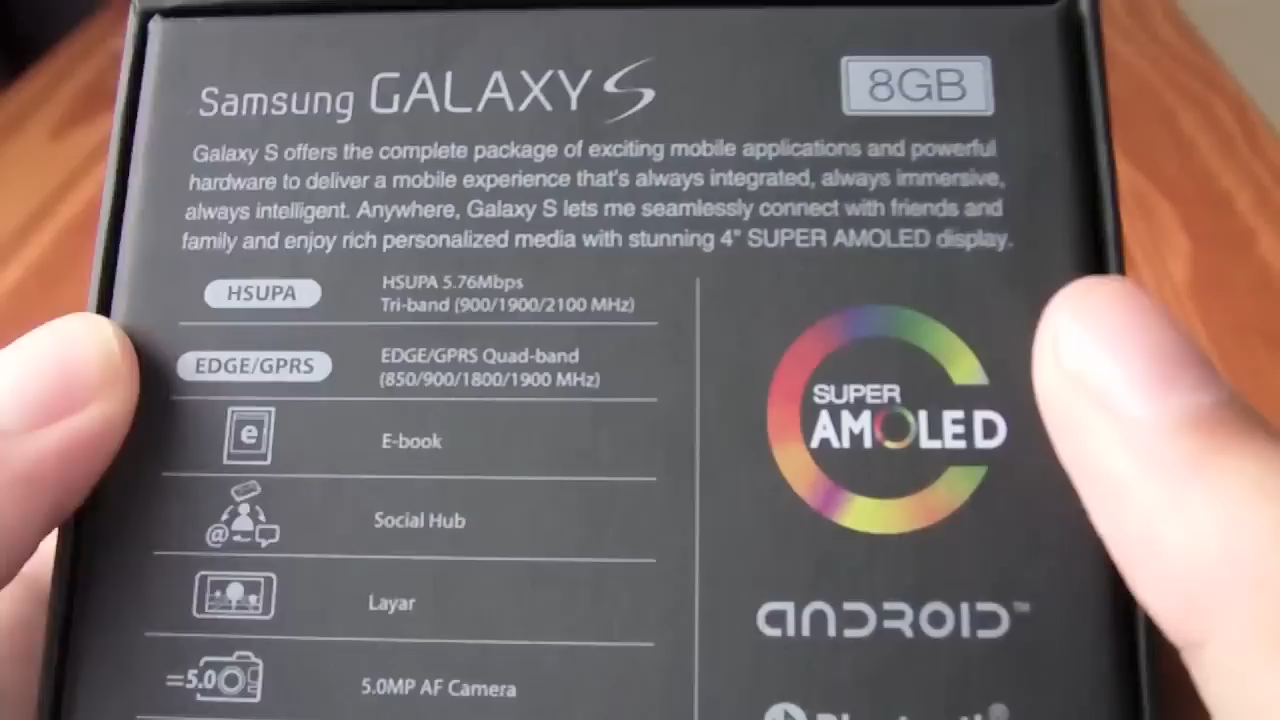 Samsung GALAXY S
8GB
Galaxy S offers the complete package of exciting mobile applications and powerful
hardware to deliver a mobile experience that's always integrated, always immersive,
always intelligent. Anywhere, Galaxy S lets me seamlessly connect with friends and
family and enjoy rich personalized media with stunning 4" SUPER AMOLED display.
HSUPA
HSUPA 5.76Mbps
Tri-band (900/1900/2100 MHz)
EDGE/GPRS
EDGE/GPRS Quad-band
(850/900/1800/1900 MHz)
e
E-book
@
Social Hub
Layar
=5.0
5.0MP AF Camera
SUPER
AMOLED
ANDROID™
Bluetooth®